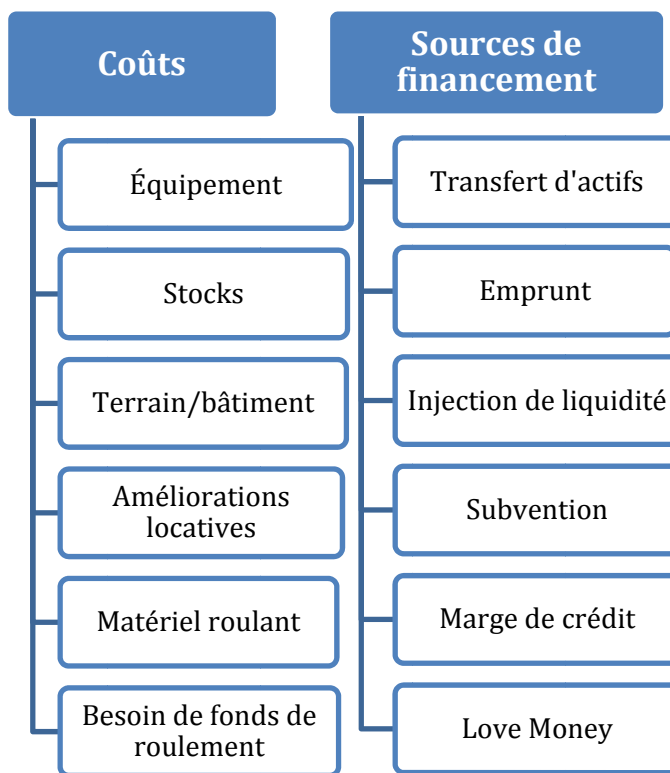 Coûts
Équipement
Stocks
Terrain/bâtiment
Améliorations
locatives
Matériel roulant
Besoin de fonds de
roulement
Sources de
financement
Transfert d'actifs
Emprunt
Injection de liquidité
Subvention
Marge de crédit
Love Money